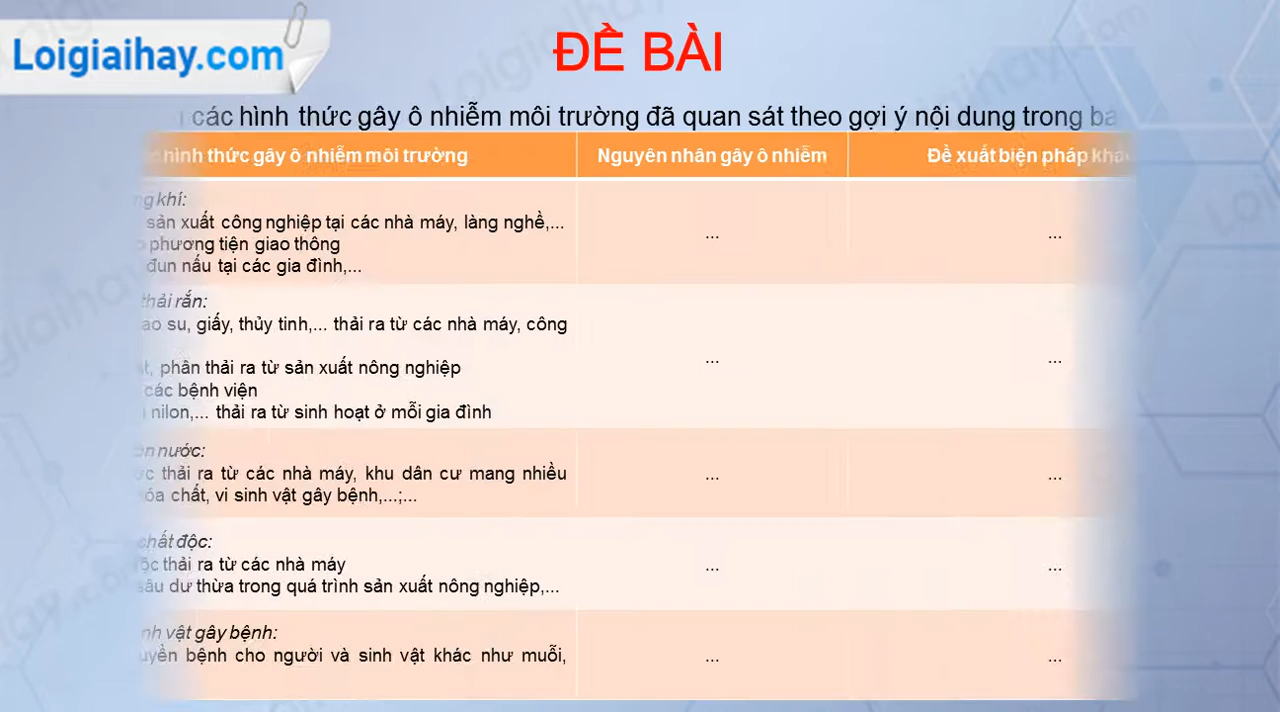 Loigiaihay.com
ĐỀ BÀI
các hình thức gây ô nhiễm môi trường đã quan sát theo gợi ý nội dung trong
hình thức gây ô nhiễm môi trường
Nguyên nhân gây ô nhiễm
Đề xuất biện pháp
khí:
sản xuất công nghiệp tại các nhà máy, làng nghề,...
phương tiện giao thông
đun nấu tại các gia đình,...
...
...
thải rắn:
su, giấy, thủy tinh,... thải ra từ các nhà máy, công
phân thải ra từ sản xuất nông nghiệp
các bệnh viện
nilon,... thải ra từ sinh hoạt ở mỗi gia đình
...
...
nước:
thải ra từ các nhà máy, khu dân cư mang nhiều
chất, vi sinh vật gây bệnh,...;...
...
...
chất độc:
thải ra từ các nhà máy
sâu dư thừa trong quá trình sản xuất nông nghiệp,...
...
...
vật gây bệnh:
bệnh cho người và sinh vật khác như muỗi,
...
...